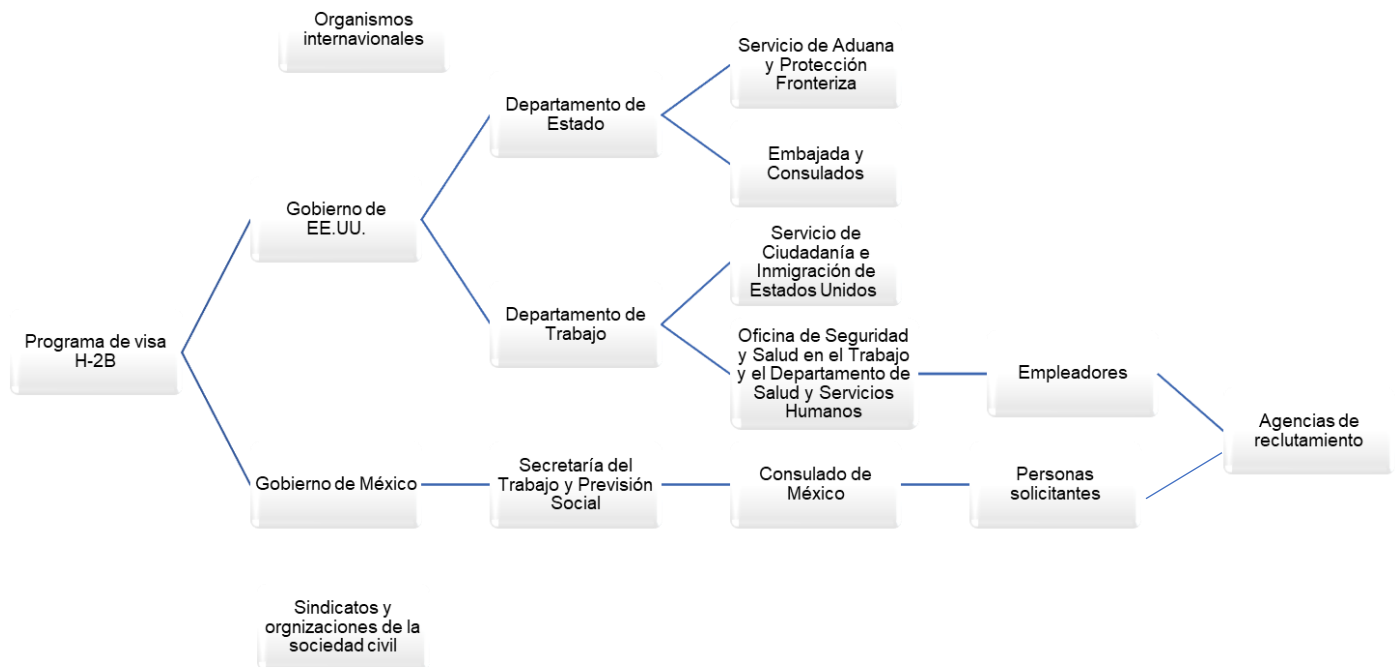 Organismos
internavionales
Servicio de Aduana
y Protección
Fronteriza
Departamento de
Estado
Embajada y
Consulados
Gobierno de
EE.UU.
Servicio de
Ciudadanía e
Inmigración de
Estados Unidos
Departamento de
Trabajo
Programa de visa
H-2B
Oficina de Seguridad
y Salud en el Trabajo
y el Departamento de
Salud y Servicios
Humanos
Empleadores
Agencias de
reclutamiento
Gobierno de México
Secretaría del
Trabajo y Previsión
Social
Consulado de
México
Personas
solicitantes
Sindicatos y
orgnizaciones de la
sociedad civil